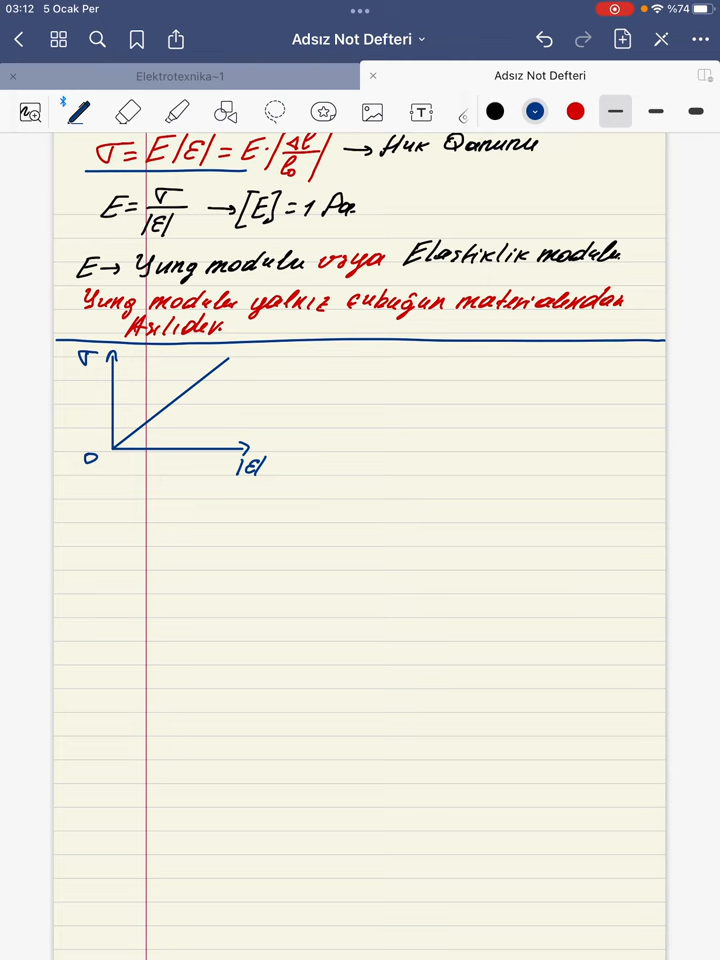 03:12 5 Ocak Per %74
Adsız Not Defteri
Elektrotexnika~1 Adsız Not Defteri
σ = E|ε| = E·|Δl/l₀| → Huk Qanunu
E = σ/|ε| → [E] = 1 Pa
E → Yung modulu vəya Elastiklik modulu
Yung modulu yalnız çubuğun materialından
Asılıdır.
σ
0
|ε|